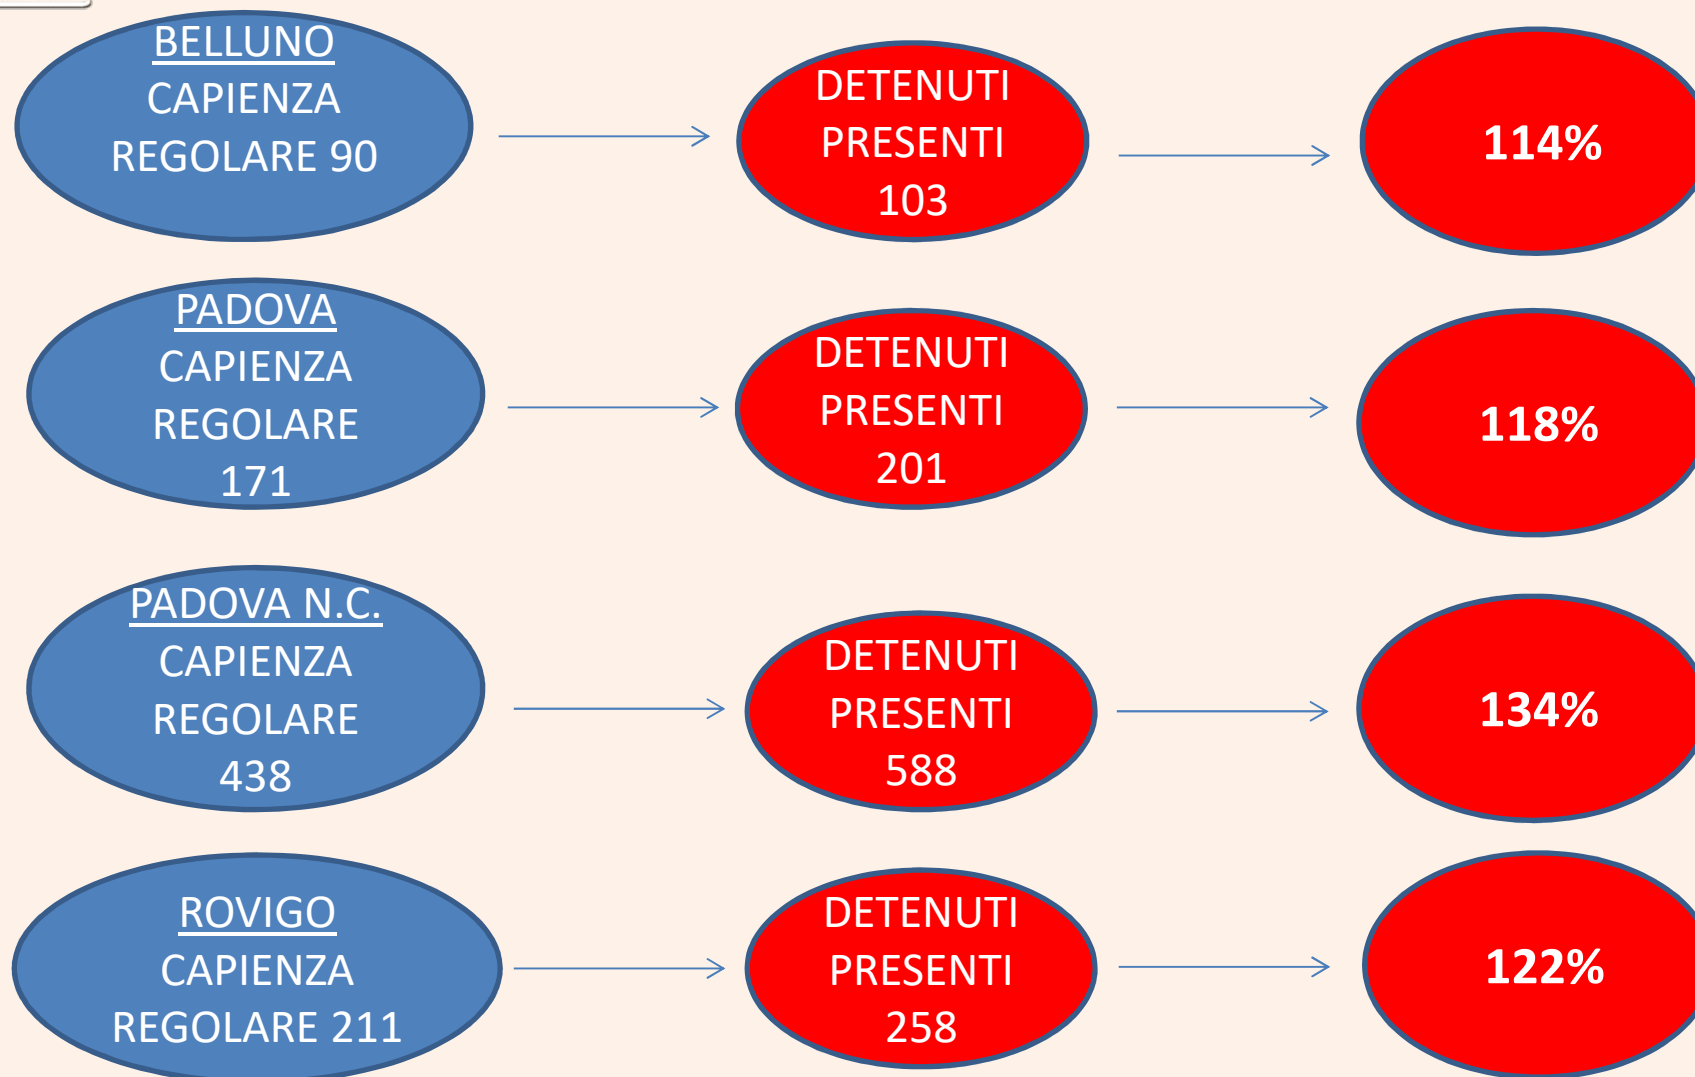 BELLUNO
CAPIENZA
REGOLARE 90
DETENUTI
PRESENTI
103
114%
PADOVA
CAPIENZA
REGOLARE
171
DETENUTI
PRESENTI
201
118%
PADOVA N.C.
CAPIENZA
REGOLARE
438
DETENUTI
PRESENTI
588
134%
ROVIGO
CAPIENZA
REGOLARE 211
DETENUTI
PRESENTI
258
122%